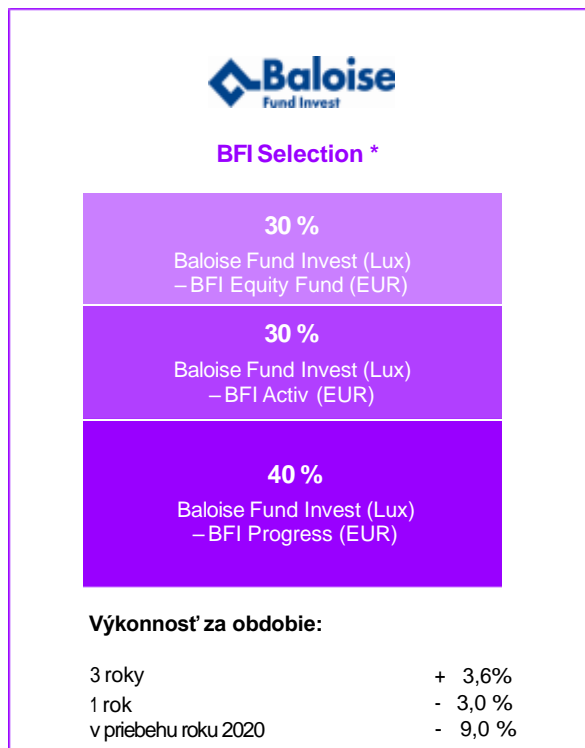 Baloise
Fund Invest
BFI Selection *
30 %
Baloise Fund Invest (Lux)
– BFI Equity Fund (EUR)
30 %
Baloise Fund Invest (Lux)
– BFI Activ (EUR)
40 %
Baloise Fund Invest (Lux)
– BFI Progress (EUR)
Výkonnosť za obdobie:
3 roky + 3,6%
1 rok - 3,0 %
v priebehu roku 2020 - 9,0 %